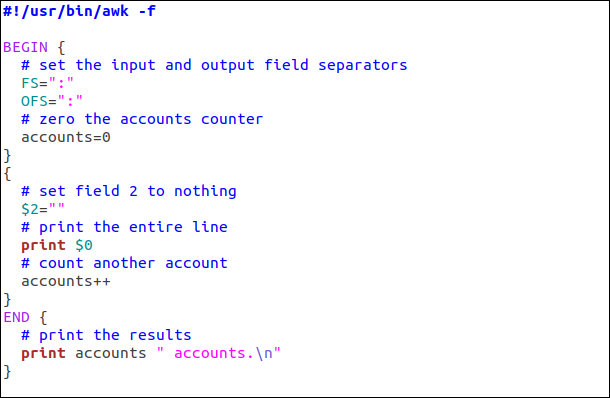 #!/usr/bin/awk -f

BEGIN {
  # set the input and output field separators
  FS=":"
  OFS=":"
  # zero the accounts counter
  accounts=0
}
{
  # set field 2 to nothing
  $2=""
  # print the entire line
  print $0
  # count another account
  accounts++
}
END {
  # print the results
  print accounts " accounts.\n"
}